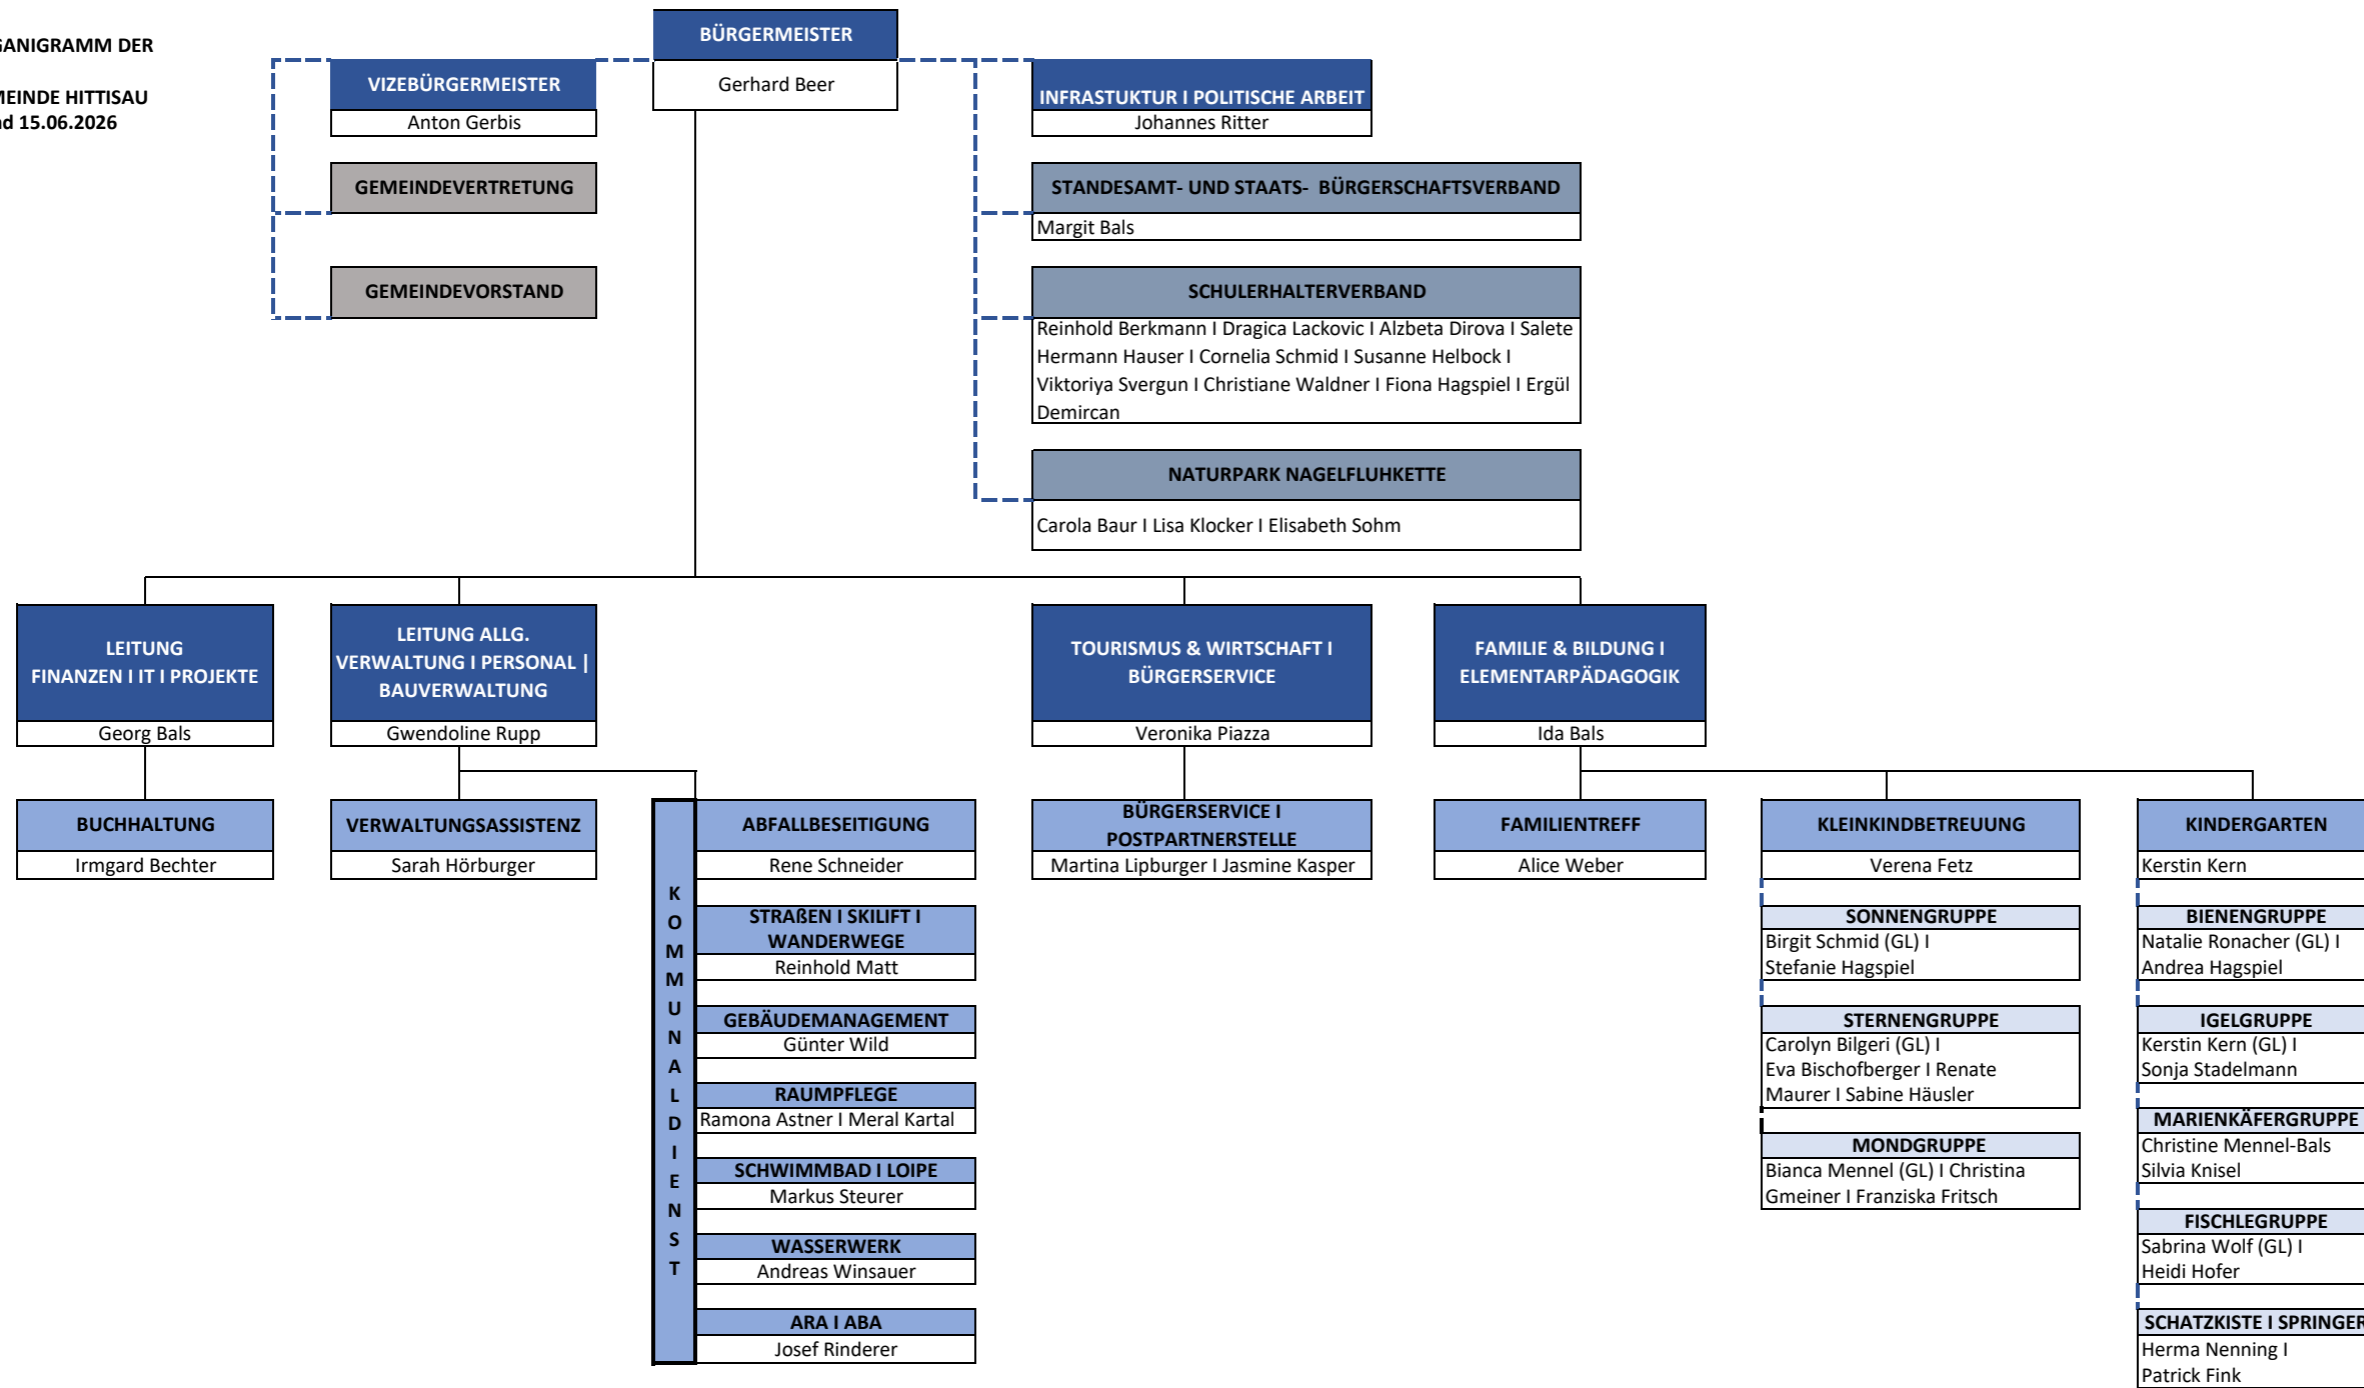 GANIGRAMM DER
MEINDE HITTISAU
nd 15.06.2026
BÜRGERMEISTER
Gerhard Beer
VIZEBÜRGERMEISTER
Anton Gerbis
INFRASTUKTUR I POLITISCHE ARBEIT
Johannes Ritter
GEMEINDEVERTRETUNG
STANDESAMT- UND STAATS- BÜRGERSCHAFTSVERBAND
Margit Bals
GEMEINDEVORSTAND
SCHULERHALTERVERBAND
Reinhold Berkmann I Dragica Lackovic I Alzbeta Dirova I Salete
Hermann Hauser I Cornelia Schmid I Susanne Helbock I
Viktoriya Svergun I Christiane Waldner I Fiona Hagspiel I Ergül
Demircan
NATURPARK NAGELFLUHKETTE
Carola Baur I Lisa Klocker I Elisabeth Sohm
LEITUNG
FINANZEN I IT I PROJEKTE
Georg Bals
LEITUNG ALLG.
VERWALTUNG I PERSONAL |
BAUVERWALTUNG
Gwendoline Rupp
TOURISMUS & WIRTSCHAFT I
BÜRGERSERVICE
Veronika Piazza
FAMILIE & BILDUNG I
ELEMENTARPÄDAGOGIK
Ida Bals
BUCHHALTUNG
Irmgard Bechter
VERWALTUNGSASSISTENZ
Sarah Hörburger
KOMMUNALDIENST
ABFALLBESEITIGUNG
Rene Schneider
STRAßEN I SKILIFT I
WANDERWEGE
Reinhold Matt
GEBÄUDEMANAGEMENT
Günter Wild
RAUMPFLEGE
Ramona Astner I Meral Kartal
SCHWIMMBAD I LOIPE
Markus Steurer
WASSERWERK
Andreas Winsauer
ARA I ABA
Josef Rinderer
BÜRGERSERVICE I
POSTPARTNERSTELLE
Martina Lipburger I Jasmine Kasper
FAMILIENTREFF
Alice Weber
KLEINKINDBETREUUNG
Verena Fetz
SONNENGRUPPE
Birgit Schmid (GL) I
Stefanie Hagspiel
STERNENGRUPPE
Carolyn Bilgeri (GL) I
Eva Bischofberger I Renate
Maurer I Sabine Häusler
MONDGRUPPE
Bianca Mennel (GL) I Christina
Gmeiner I Franziska Fritsch
KINDERGARTEN
Kerstin Kern
BIENENGRUPPE
Natalie Ronacher (GL) I
Andrea Hagspiel
IGELGRUPPE
Kerstin Kern (GL) I
Sonja Stadelmann
MARIENKÄFERGRUPPE
Christine Mennel-Bals
Silvia Knisel
FISCHLEGRUPPE
Sabrina Wolf (GL) I
Heidi Hofer
SCHATZKISTE I SPRINGER
Herma Nenning I
Patrick Fink